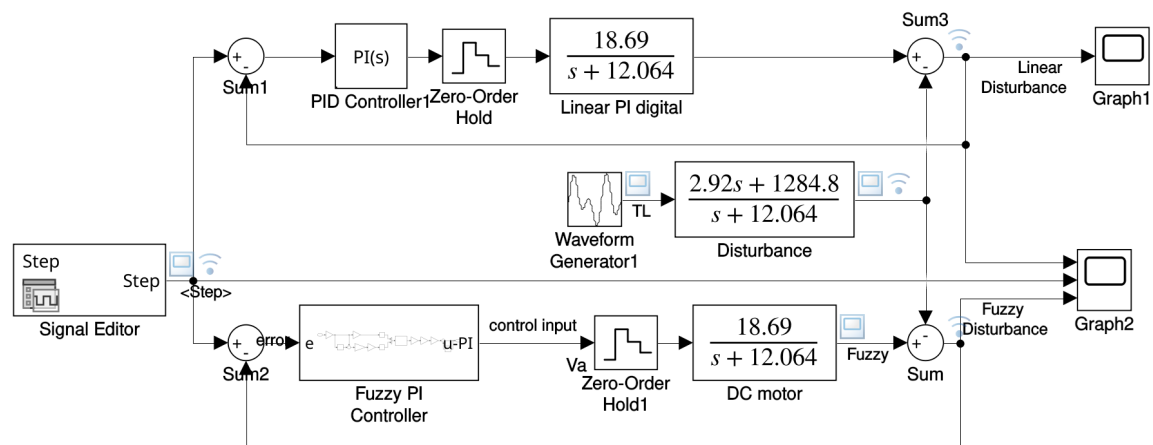 Sum3
+
-
Sum1
PI(s)
PID Controller1
Zero-Order
Hold
18.69
s + 12.064
Linear PI digital
+
-
Linear
Disturbance
Graph1
TL
Waveform
Generator1
2.92s + 1284.8
s + 12.064
Disturbance
Step
Step
Signal Editor
<Step>
+
-
Sum2
error
e
u-PI
Fuzzy PI
Controller
control input
Va
Zero-Order
Hold1
18.69
s + 12.064
DC motor
Fuzzy
+
-
Sum
Fuzzy
Disturbance
Graph2